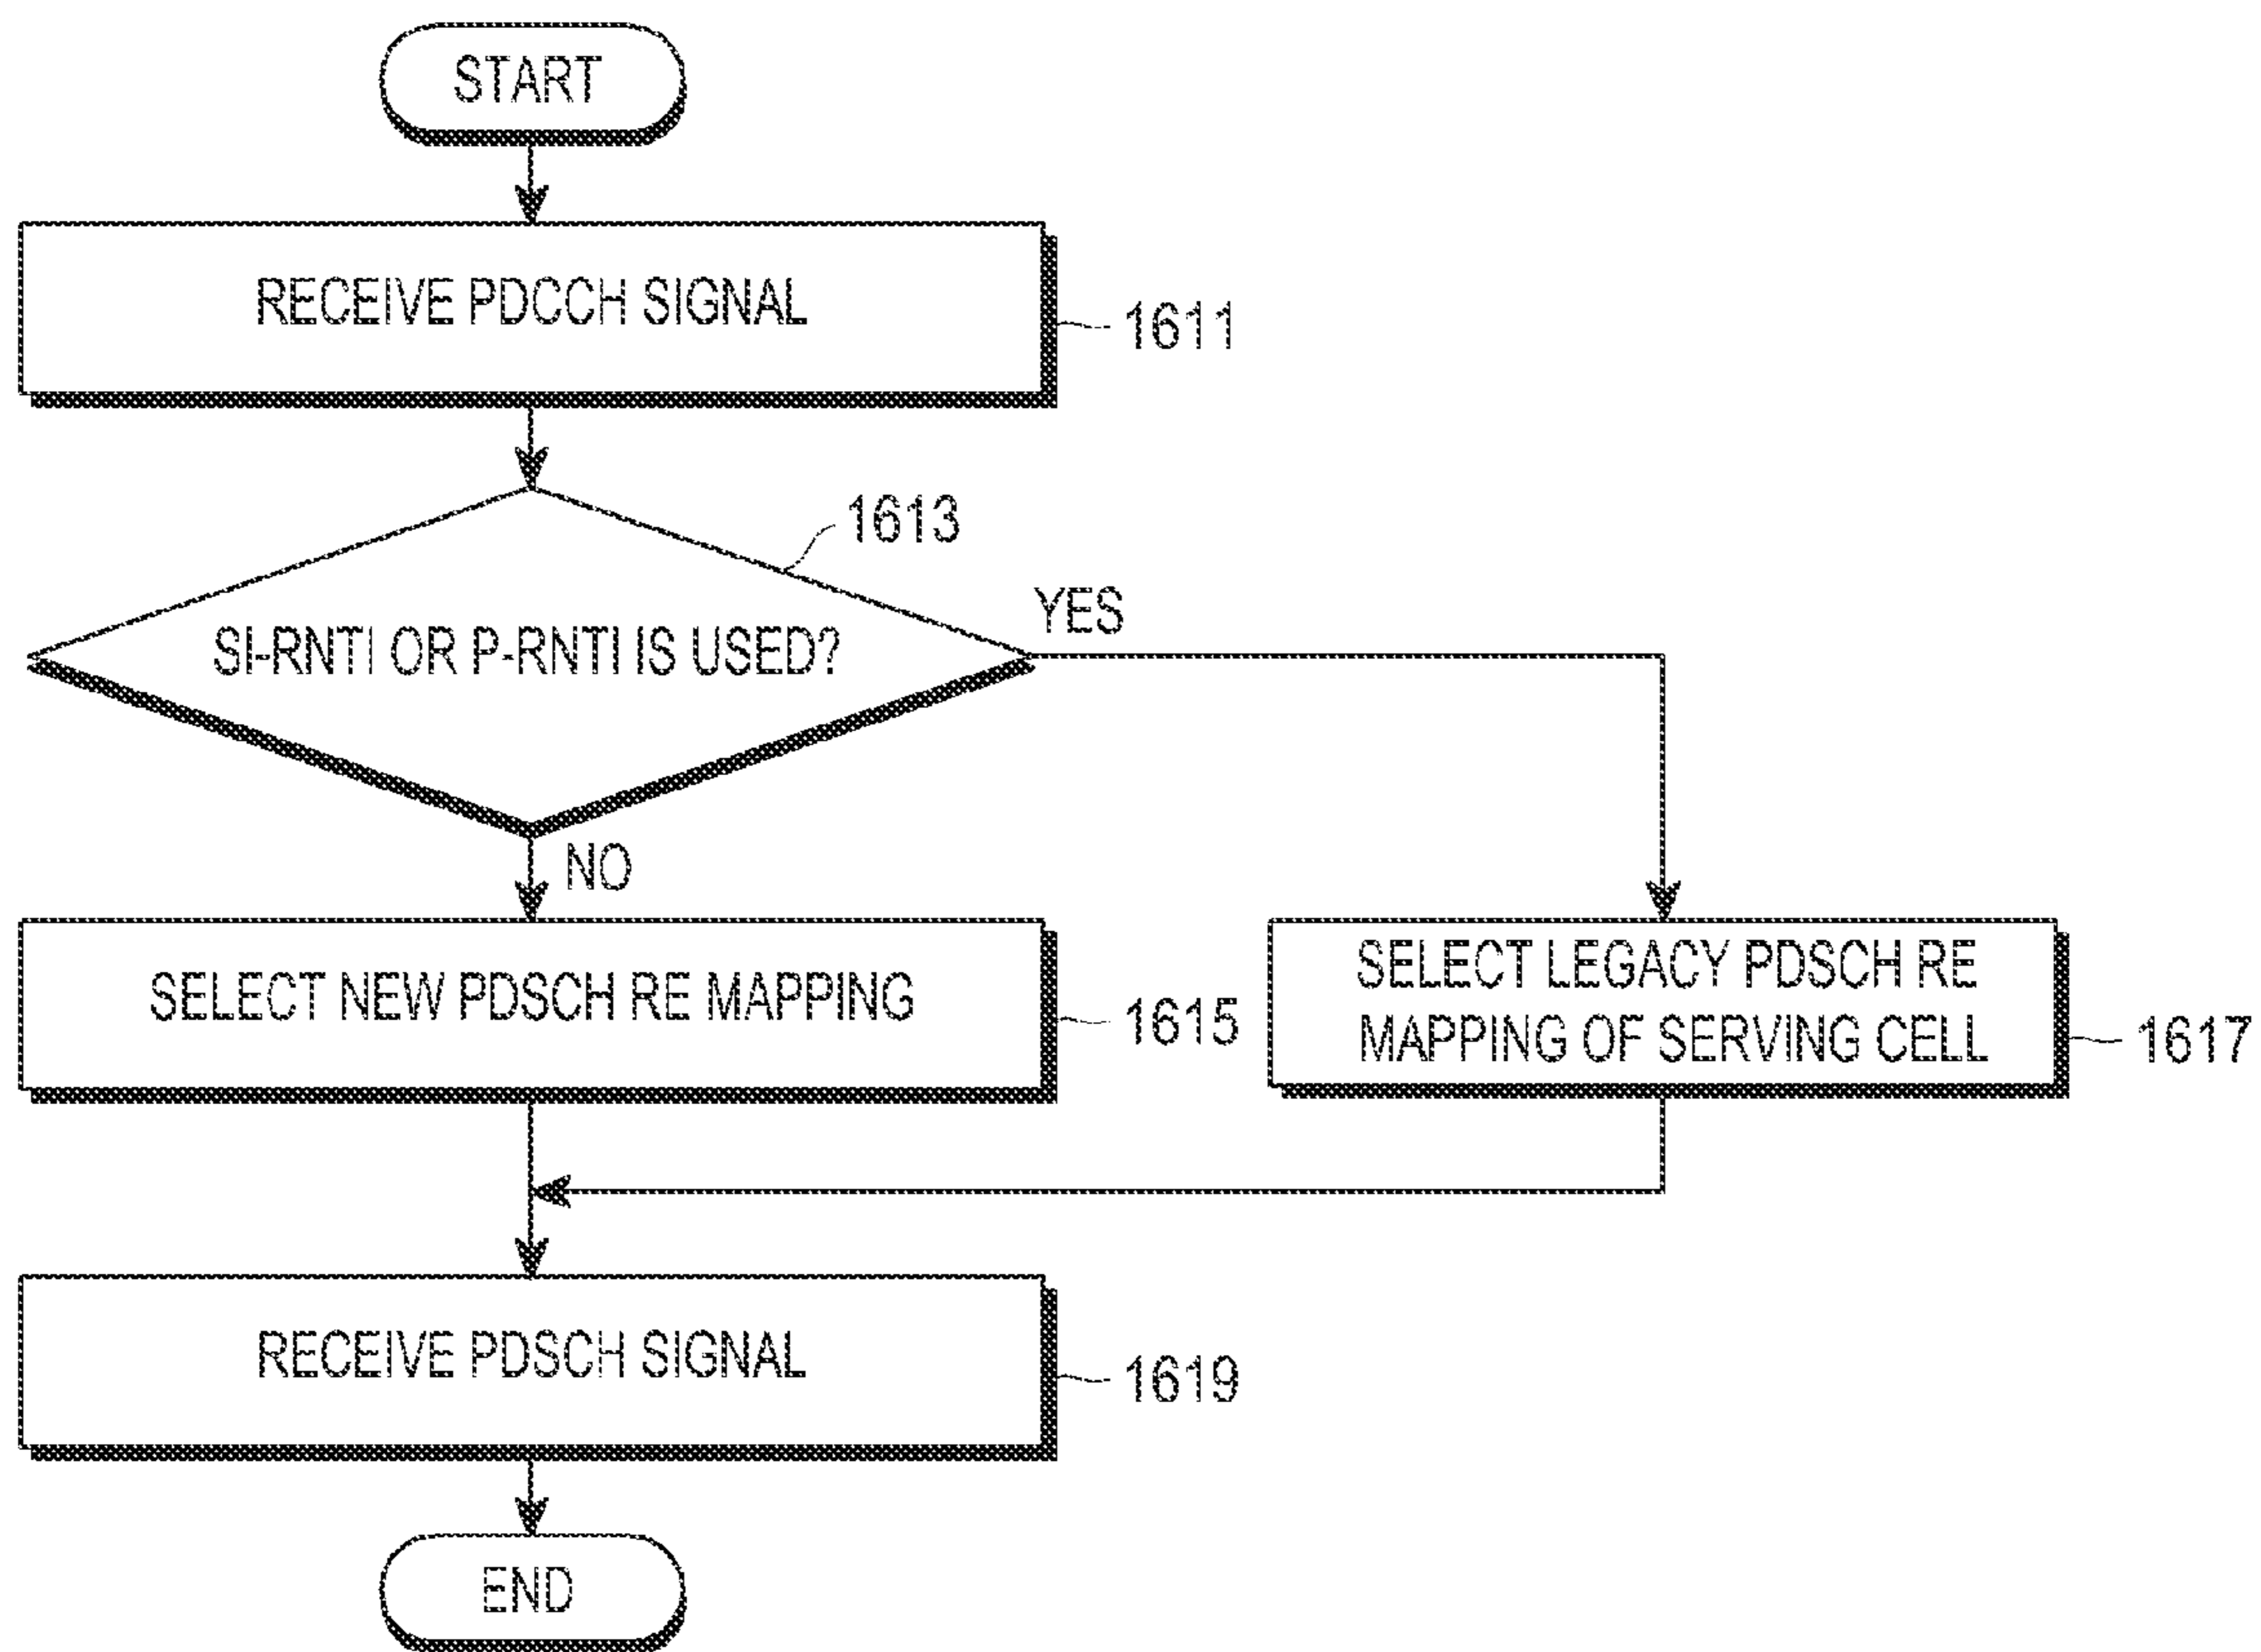 START
RECEIVE PDCCH SIGNAL
1611
1613
SI-RNTI OR P-RNTI IS USED?
YES
NO
SELECT NEW PDSCH RE MAPPING
1615
SELECT LEGACY PDSCH RE
MAPPING OF SERVING CELL
1617
RECEIVE PDSCH SIGNAL
1619
END